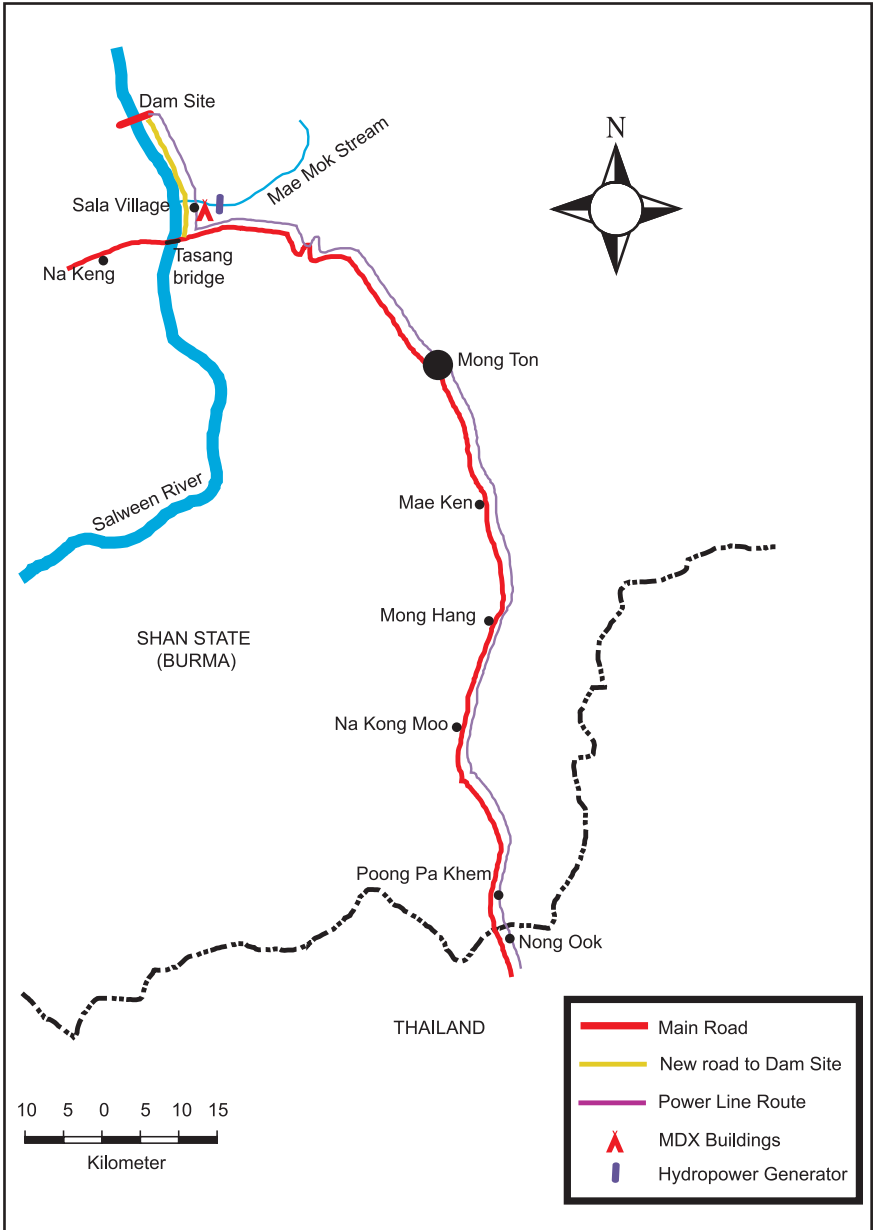 Dam Site
N
Mae Mok Stream
Sala Village
Tasang
bridge
Na Keng
Mong Ton
Salween River
Mae Ken
Mong Hang
SHAN STATE
(BURMA)
Na Kong Moo
Poong Pa Khem
Nong Ook
THAILAND
10 5 0 5 10 15
Kilometer
Main Road
New road to Dam Site
Power Line Route
MDX Buildings
Hydropower Generator